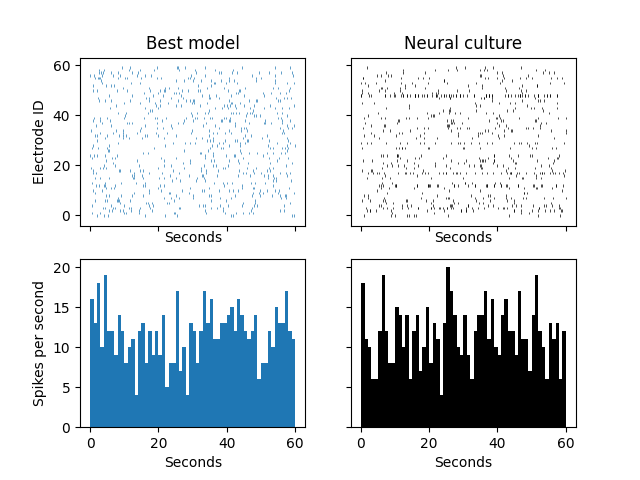 Best model
Neural culture
60
40
20
0
Electrode ID
Seconds
Seconds
20
15
10
5
0
Spikes per second
0 20 40 60
0 20 40 60
Seconds
Seconds